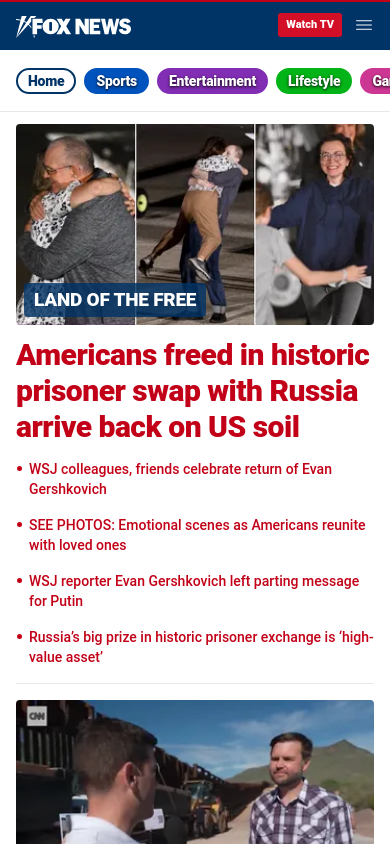 FOX NEWS
Watch TV
Home
Sports
Entertainment
Lifestyle
Ga
LAND OF THE FREE
Americans freed in historic
prisoner swap with Russia
arrive back on US soil
• WSJ colleagues, friends celebrate return of Evan
Gershkovich
• SEE PHOTOS: Emotional scenes as Americans reunite
with loved ones
• WSJ reporter Evan Gershkovich left parting message
for Putin
• Russia’s big prize in historic prisoner exchange is ‘high-
value asset’
CNN